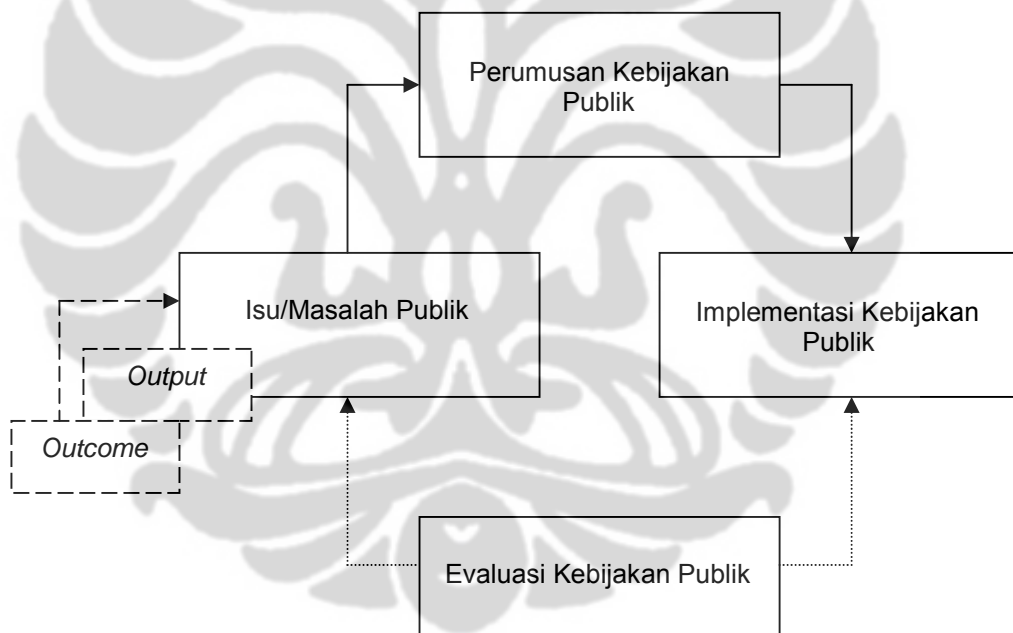 Perumusan Kebijakan
Publik
Isu/Masalah Publik
Implementasi Kebijakan
Publik
Output
Outcome
Evaluasi Kebijakan Publik